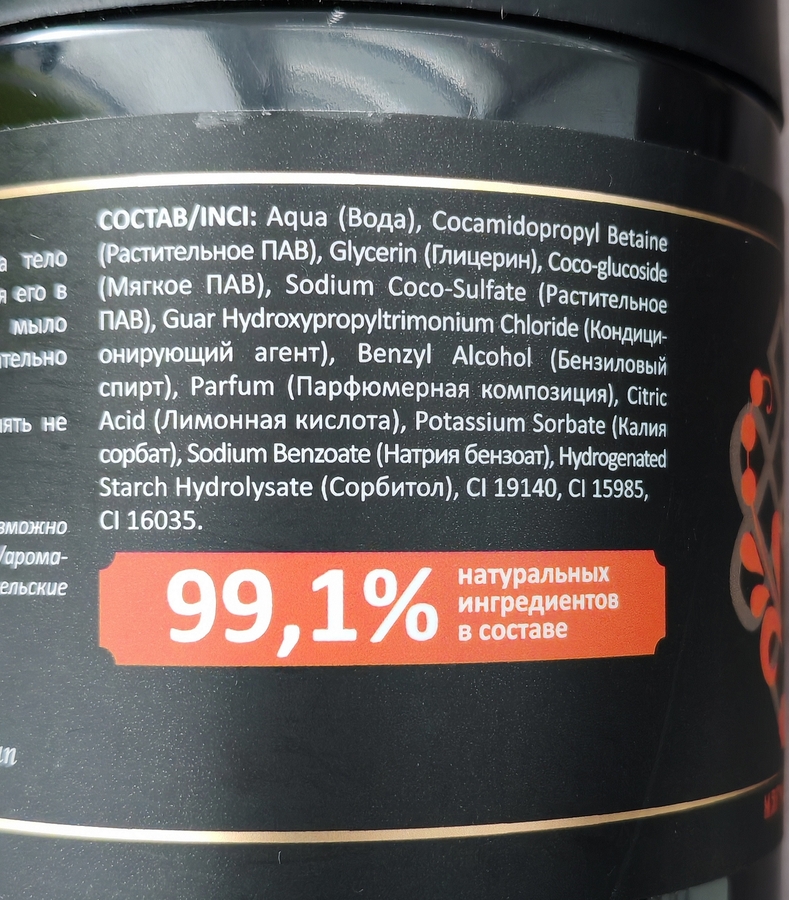 а тело
я его в
мыло
тельно
нять не
зможно
/арома-
ельские
СОСТАВ/INCI: Aqua (Вода), Cocamidopropyl Betaine
(Растительное ПАВ), Glycerin (Глицерин), Coco-glucoside
(Мягкое ПАВ), Sodium Coco-Sulfate (Растительное
ПАВ), Guar Hydroxypropyltrimonium Chloride (Кондици-
онирующий агент), Benzyl Alcohol (Бензиловый
спирт), Parfum (Парфюмерная композиция), Citric
Acid (Лимонная кислота), Potassium Sorbate (Калия
сорбат), Sodium Benzoate (Натрия бензоат), Hydrogenated
Starch Hydrolysate (Сорбитол), CI 19140, CI 15985,
CI 16035.
99,1%
натуральных
ингредиентов
в составе